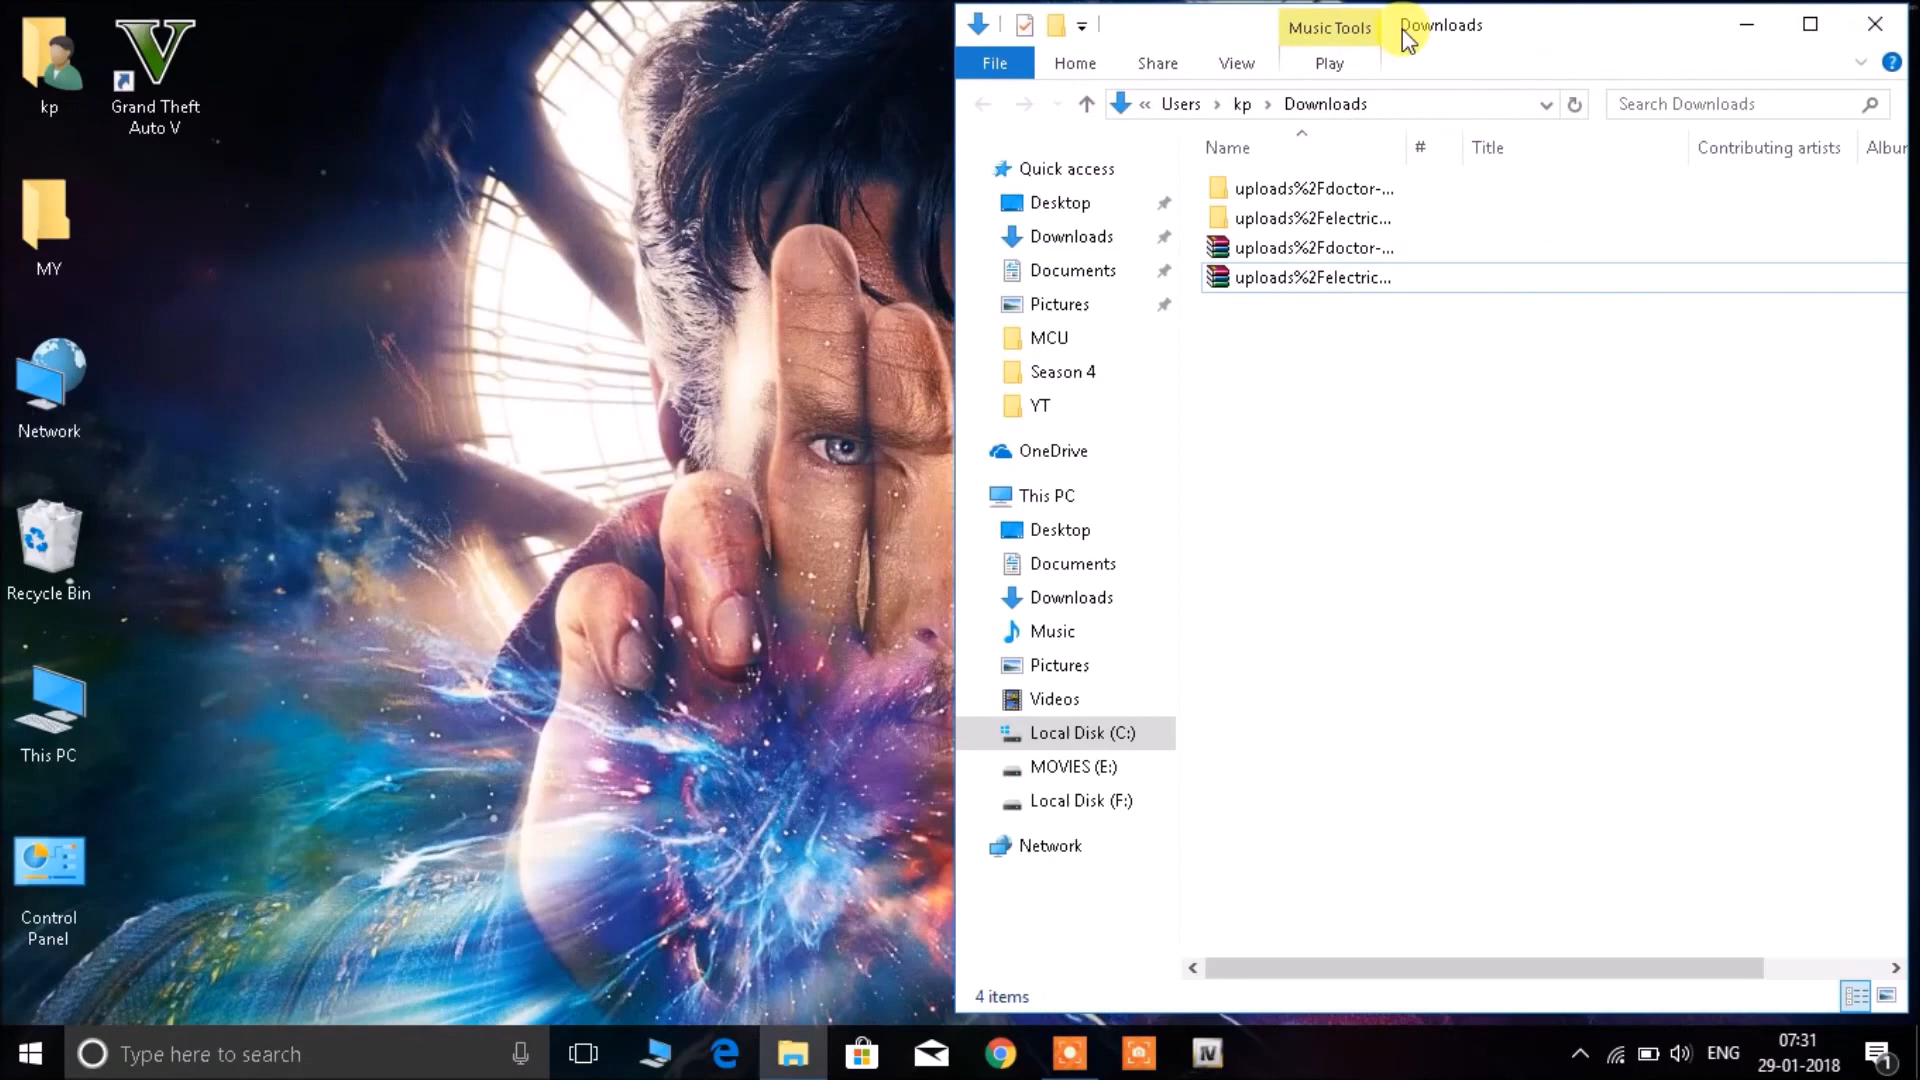 kp
Grand Theft
Auto V
MY
Network
Recycle Bin
This PC
Control
Panel
Music Tools
Downloads
File
Home
Share
View
Play
« Users › kp › Downloads
Search Downloads
Name
#
Title
Contributing artists
Albur
Quick access
Desktop
Downloads
Documents
Pictures
MCU
Season 4
YT
OneDrive
This PC
Desktop
Documents
Downloads
Music
Pictures
Videos
Local Disk (C:)
MOVIES (E:)
Local Disk (F:)
Network
uploads%2Fdoctor-...
uploads%2Felectric...
uploads%2Fdoctor-...
uploads%2Felectric...
4 items
Type here to search
IV
ENG
07:31
29-01-2018
1